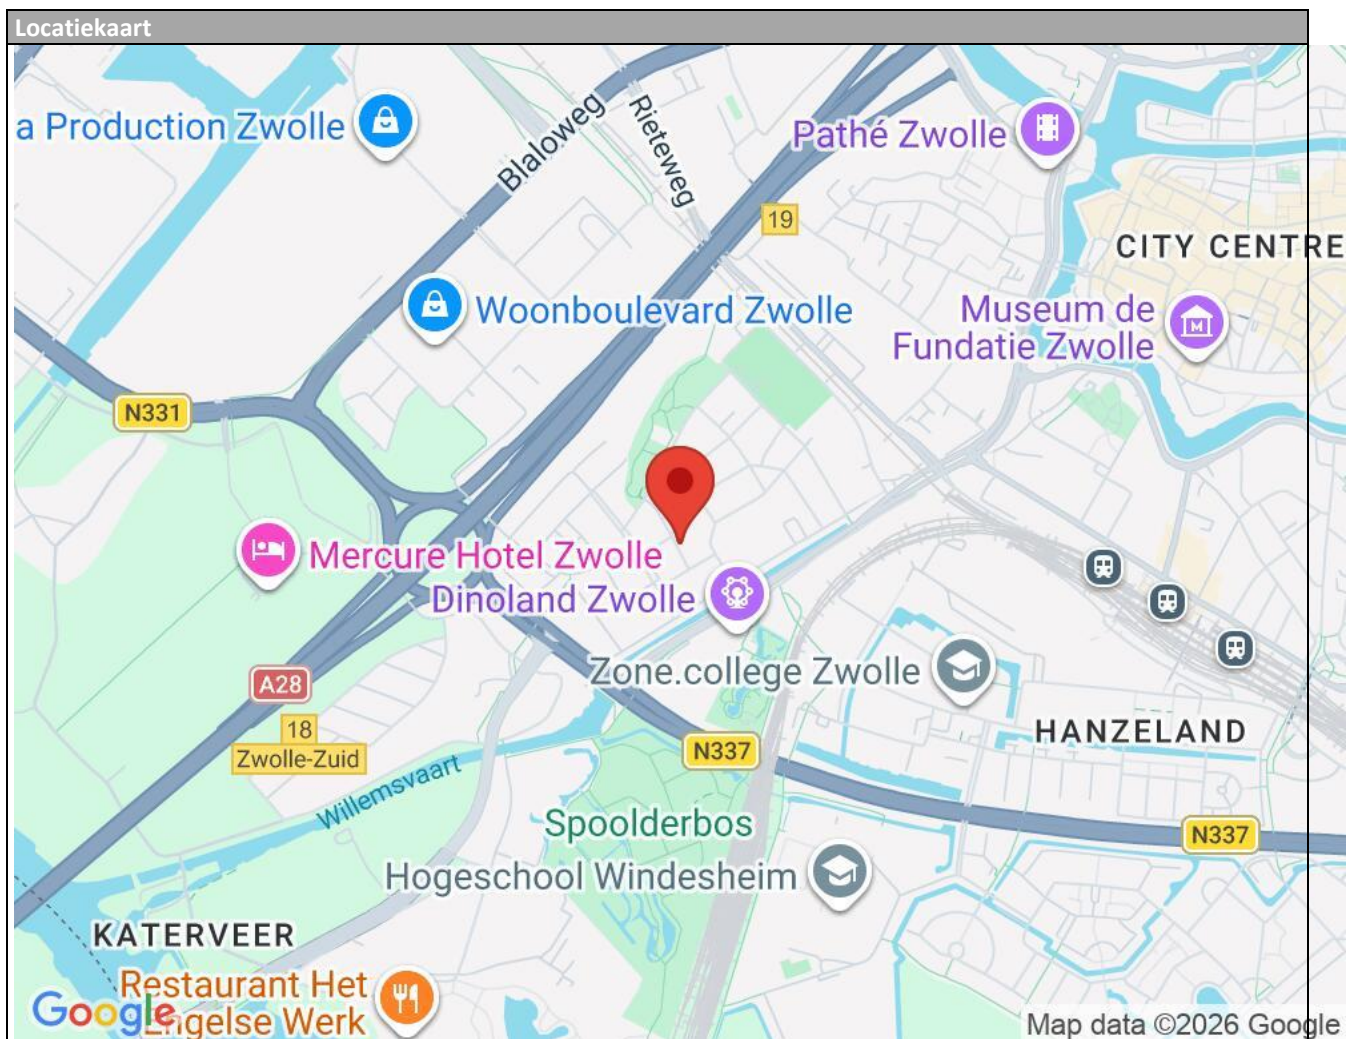 Locatiekaart
a Production Zwolle
Blaloweg
Rieteweg
Pathé Zwolle
19
CITY CENTRE
Woonboulevard Zwolle
Museum de
Fundatie Zwolle
N331
Mercure Hotel Zwolle
Dinoland Zwolle
Zone.college Zwolle
A28
18
Zwolle-Zuid
HANZELAND
N337
Willemsvaart
Spoolderbos
N337
Hogeschool Windesheim
KATERVEER
Restaurant Het
Engelse Werk
Google
Map data ©2026 Google